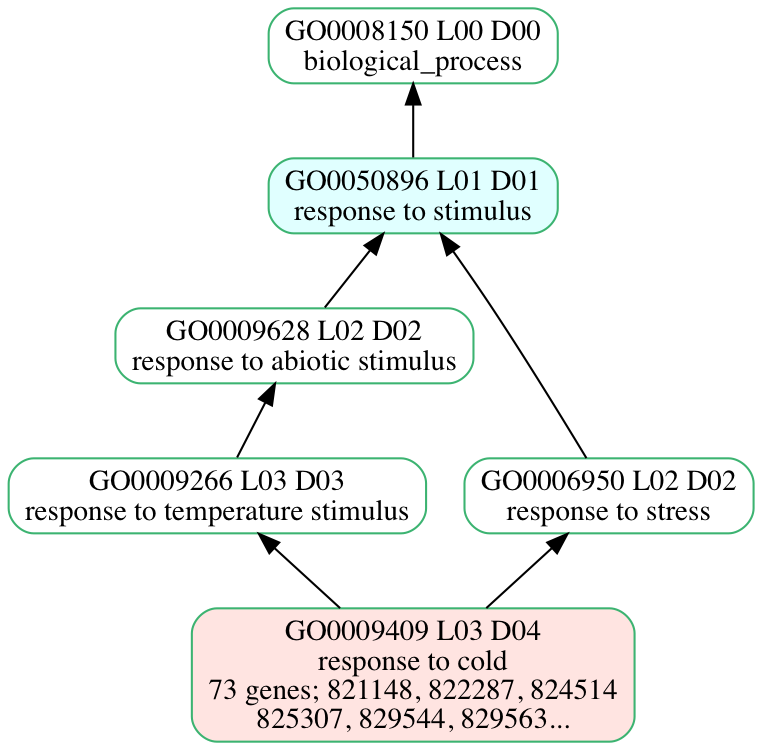 GO0008150 L00 D00
biological_process
GO0050896 L01 D01
response to stimulus
GO0009628 L02 D02
response to abiotic stimulus
GO0009266 L03 D03
response to temperature stimulus
GO0006950 L02 D02
response to stress
GO0009409 L03 D04
response to cold
73 genes; 821148, 822287, 824514
825307, 829544, 829563...